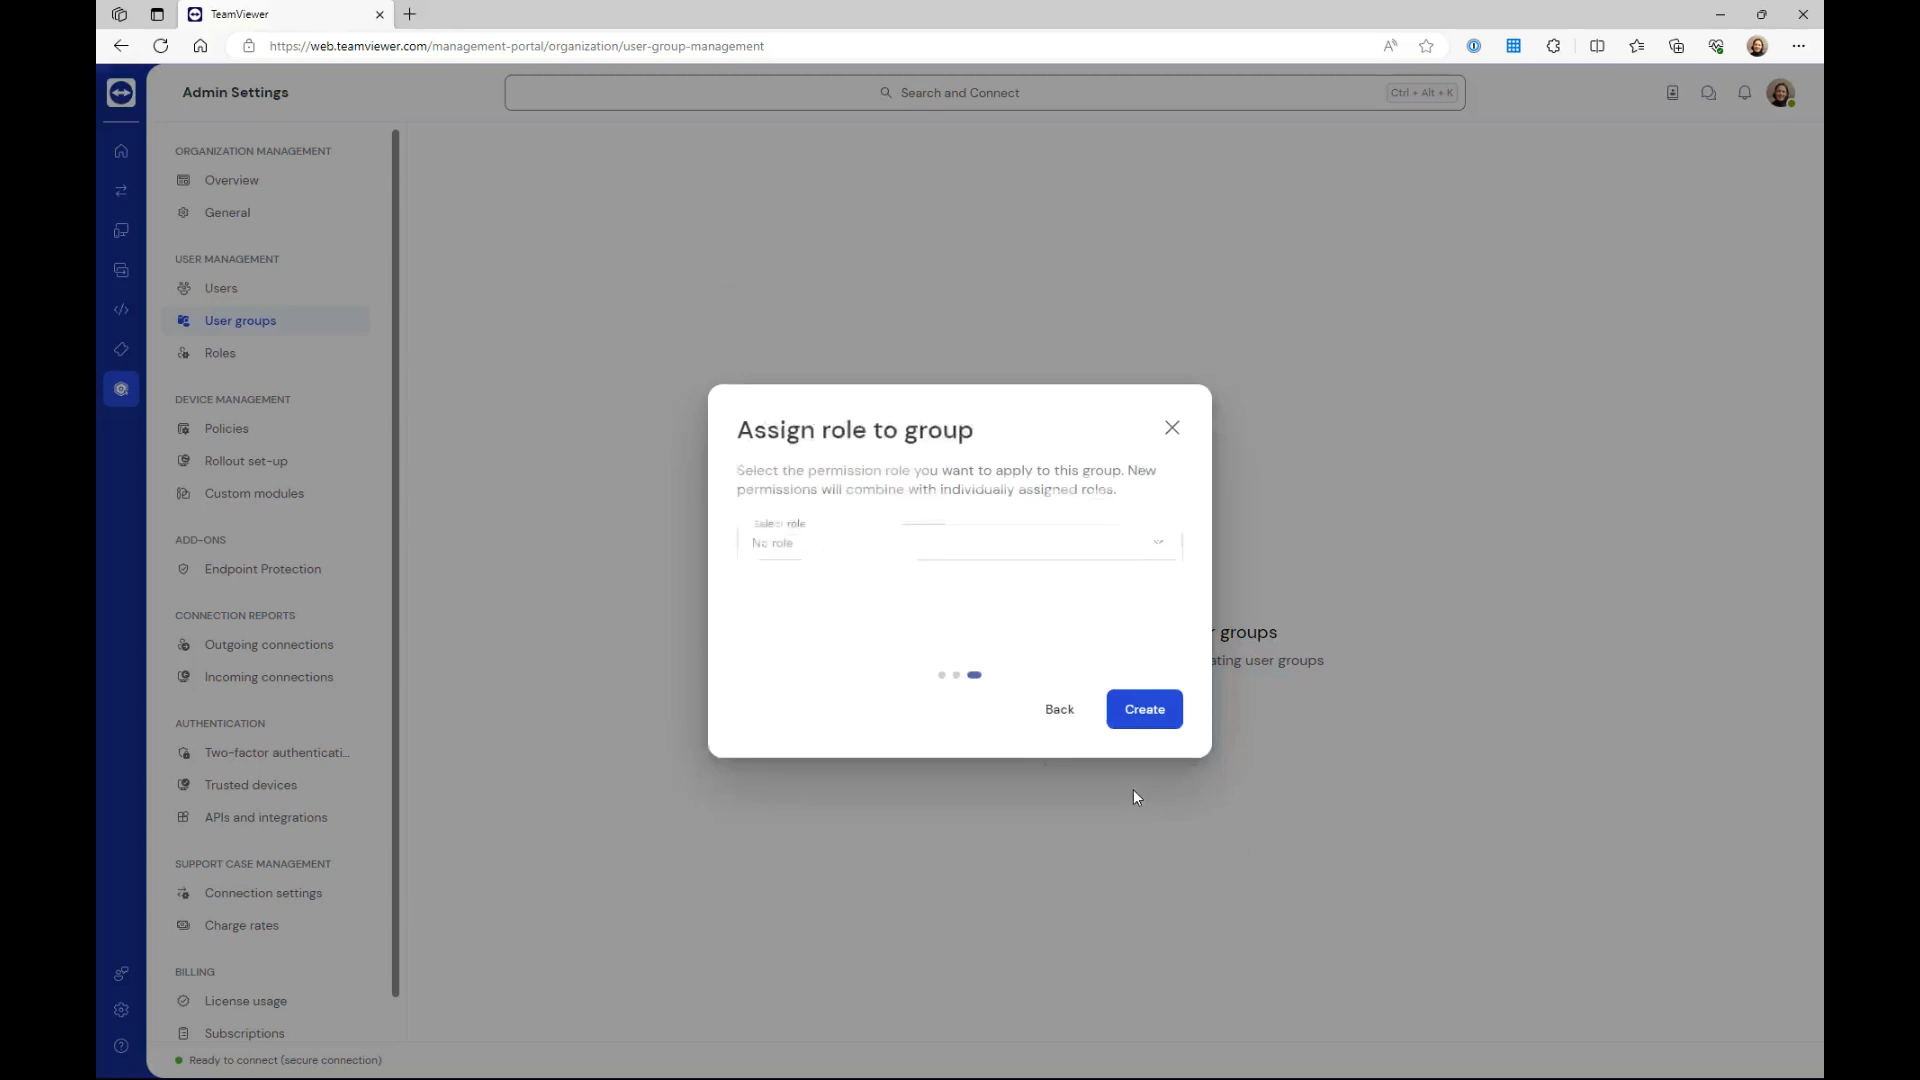 TeamViewer
https://web.teamviewer.com/management-portal/organization/user-group-management
Admin Settings
Search and Connect
Ctrl + Alt + K
ORGANIZATION MANAGEMENT
Overview
General
USER MANAGEMENT
Users
User groups
Roles
DEVICE MANAGEMENT
Policies
Rollout set-up
Custom modules
ADD-ONS
Endpoint Protection
CONNECTION REPORTS
Outgoing connections
Incoming connections
AUTHENTICATION
Two-factor authenticati...
Trusted devices
APIs and integrations
SUPPORT CASE MANAGEMENT
Connection settings
Charge rates
BILLING
License usage
Subscriptions
Ready to connect (secure connection)
Assign role to group
Select the permission role you want to apply to this group. New
permissions will combine with individually assigned roles.
Select role
No role
Back
Create
groups
user groups